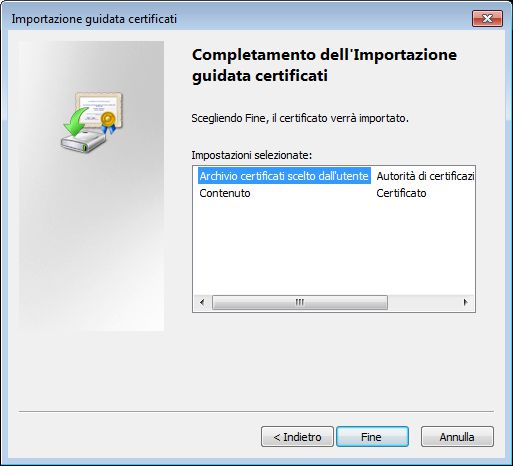 Importazione guidata certificati
Completamento dell'Importazione
guidata certificati
Scegliendo Fine, il certificato verrà importato.
Impostazioni selezionate:
Archivio certificati scelto dall'utente Autorità di certificazi
Contenuto Certificato
< Indietro Fine Annulla